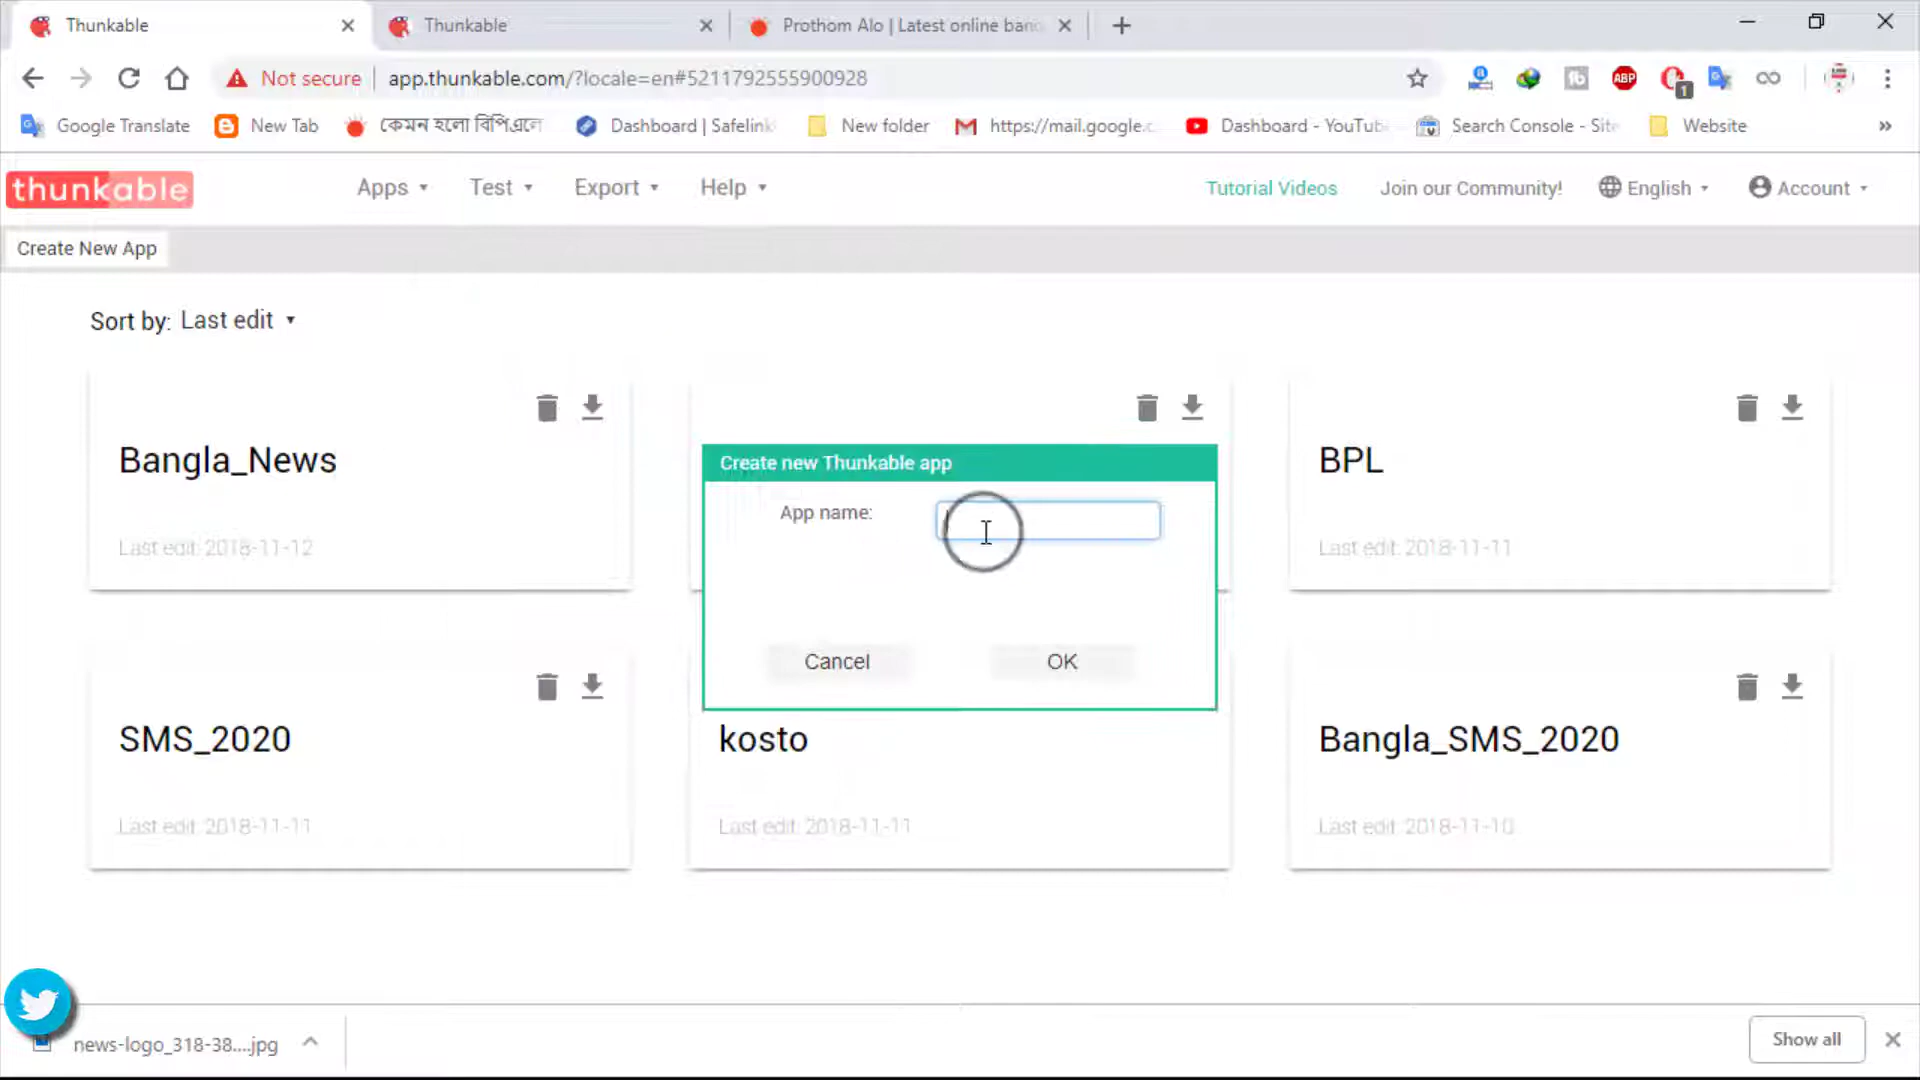 Thunkable
Thunkable
Prothom Alo | Latest online bang
Not secure
app.thunkable.com/?locale=en#5211792555900928
ABP
1
Google Translate
New Tab
কেমন হলো বিপিএলে
Dashboard | Safelink
New folder
https://mail.google.c
Dashboard - YouTub
Search Console - Site
Website
thunkable
Apps
Test
Export
Help
Tutorial Videos
Join our Community!
English
Account
Create New App
Sort by: Last edit
Bangla_News
BPL
Create new Thunkable app
App name:
Last edit: 2018-11-12
Last edit: 2018-11-11
Cancel
OK
SMS_2020
kosto
Bangla_SMS_2020
Last edit: 2018-11-11
Last edit: 2018-11-11
Last edit: 2018-11-10
news-logo_318-38....jpg
Show all